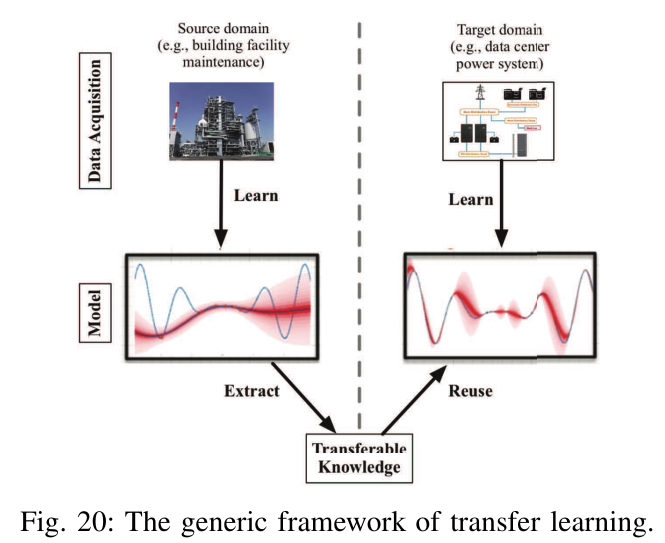 Source domain
(e.g., building facility
maintenance)
Target domain
(e.g., data center
power system)
Data Acquisition
Learn
Learn
Model
Extract
Reuse
Transferable
Knowledge
Fig. 20: The generic framework of transfer learning.